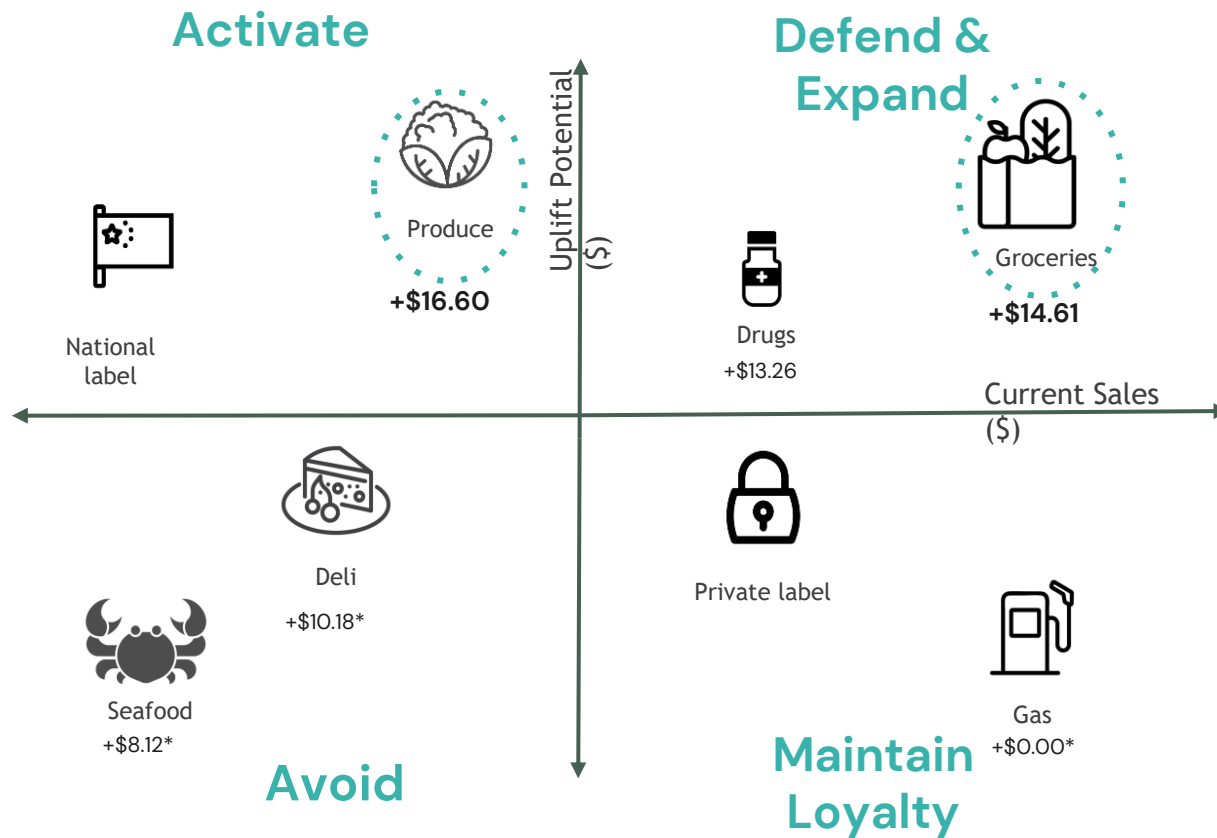 Activate
Defend &
Expand
Uplift Potential
($)
Produce
+$16.60
Groceries
+$14.61
National
label
Drugs
+$13.26
Current Sales
($)
Deli
+$10.18*
Private label
Seafood
+$8.12*
Gas
+$0.00*
Avoid
Maintain
Loyalty